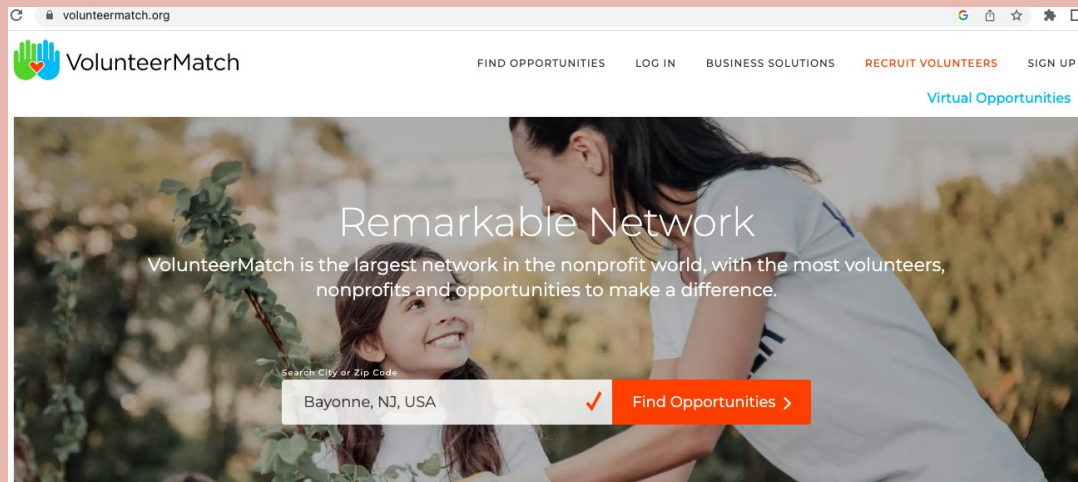 volunteermatch.org
VolunteerMatch
FIND OPPORTUNITIES LOG IN BUSINESS SOLUTIONS RECRUIT VOLUNTEERS SIGN UP
Virtual Opportunities
Remarkable Network
VolunteerMatch is the largest network in the nonprofit world, with the most volunteers,
nonprofits and opportunities to make a difference.
Search City or Zip Code
Bayonne, NJ, USA Find Opportunities >